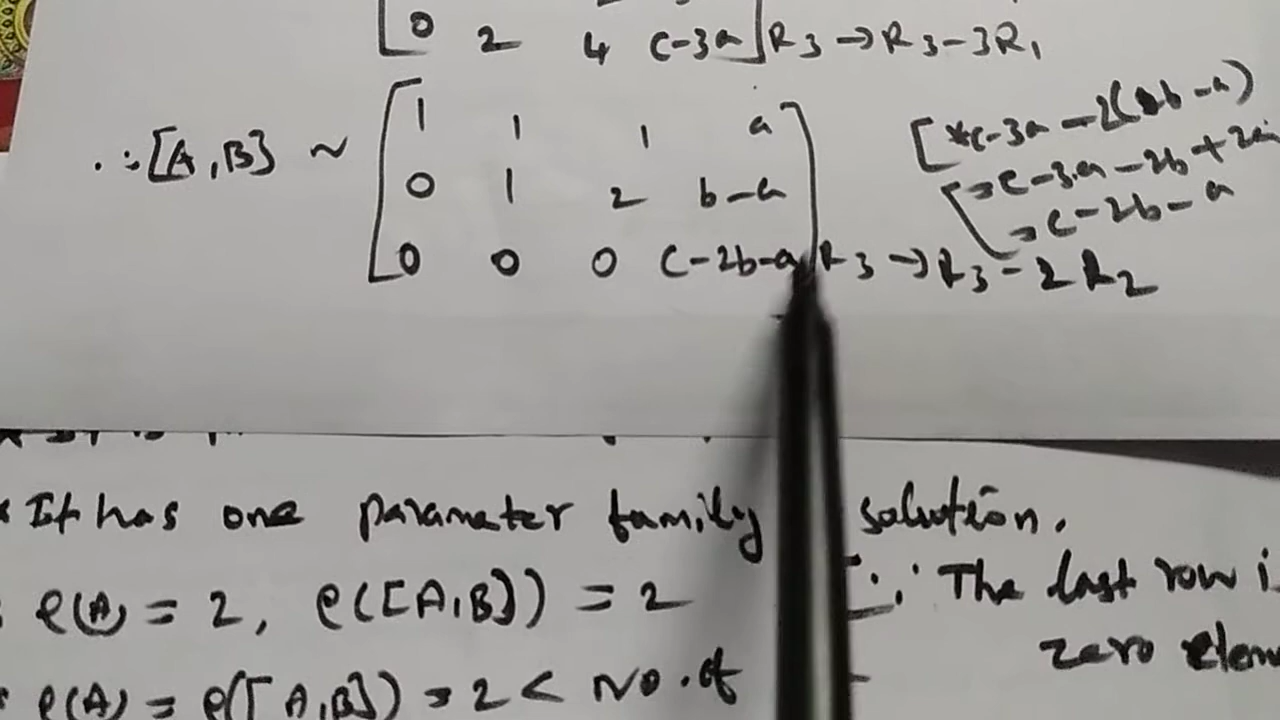 0 2 4 c-3a R3 → R3-3R1
1 1 1 a
[*c-3a-2(b-a)
∴ [A,B] ~
⇒ c-3a-2b+2a
0 1 2 b-a
⇒ c-2b-a
0 0 0 c-2b-a R3 → R3-2R2
It has one parameter family solution.
ρ(A) = 2, ρ([A,B]) = 2 ∵ The last row
zero
ρ(A) = ρ([A,B]) = 2 < No. of